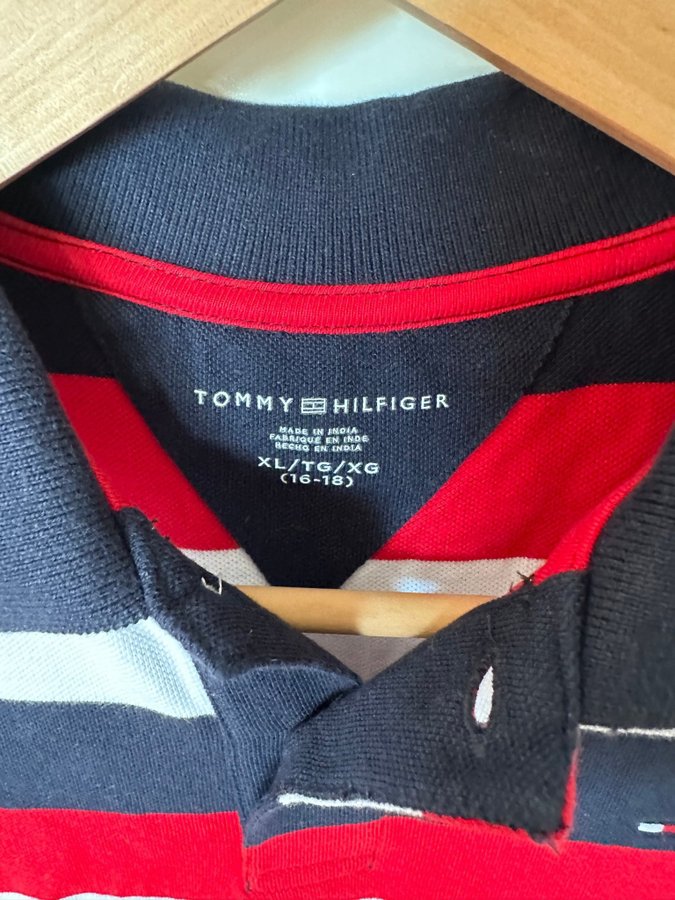 TOMMY HILFIGER
MADE IN INDIA
FABRIQUÉ EN INDE
HECHO EN INDIA
XL/TG/XG
(16-18)